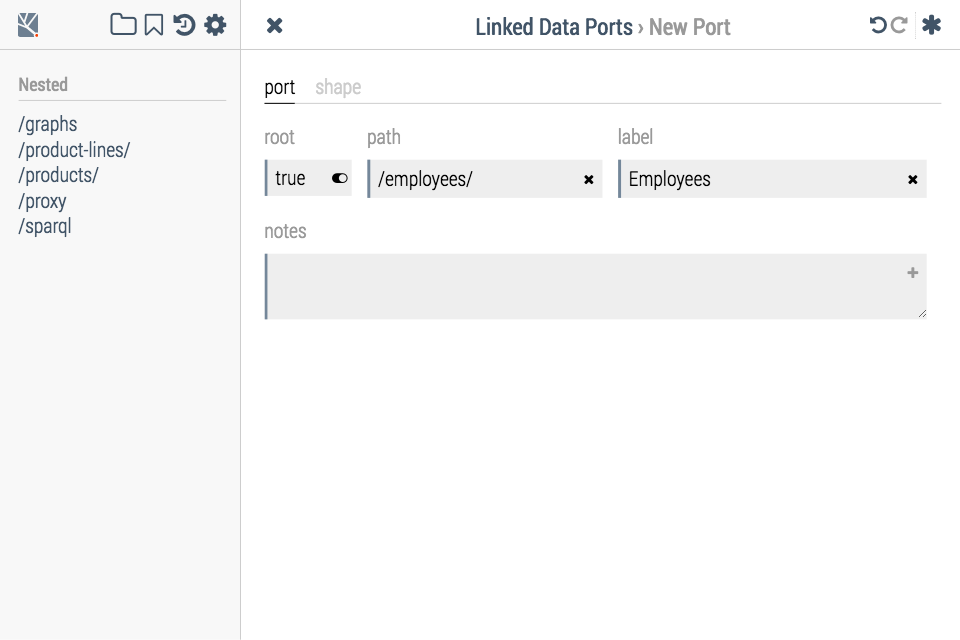 Linked Data Ports › New Port
Nested
/graphs
/product-lines/
/products/
/proxy
/sparql
port shape
root path label
true /employees/ Employees
notes